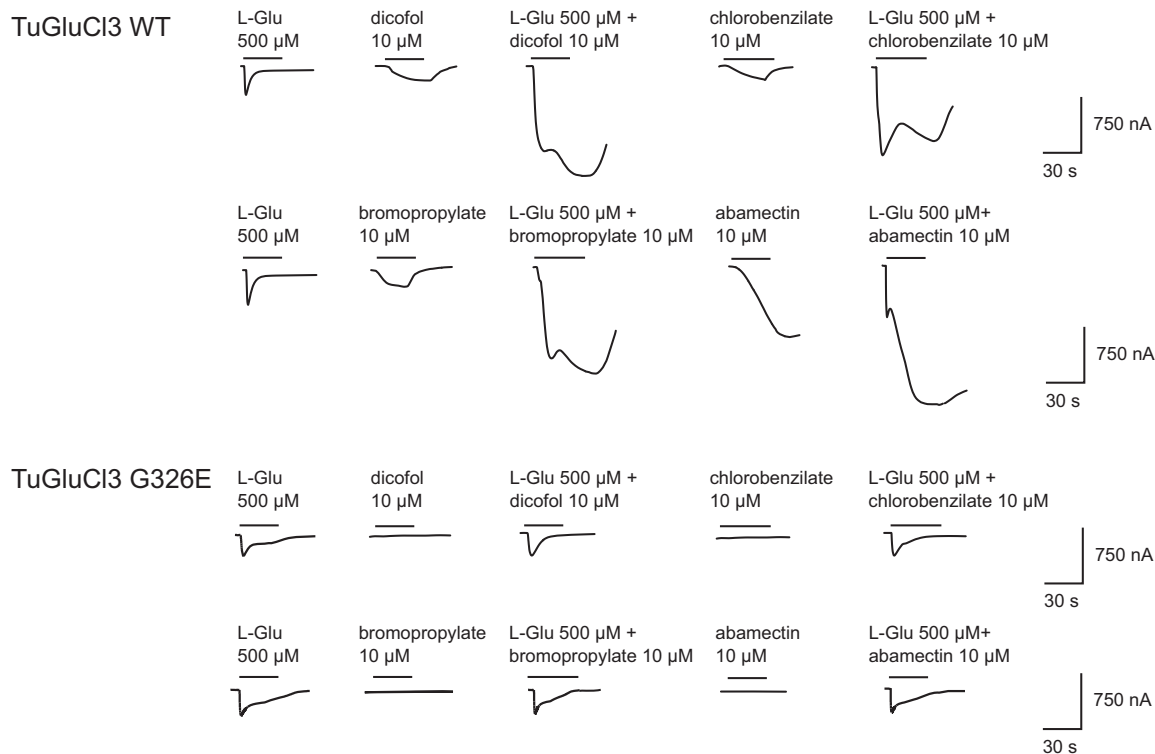 TuGluCl3 WT
L-Glu
500 µM
dicofol
10 µM
L-Glu 500 µM +
dicofol 10 µM
chlorobenzilate
10 µM
L-Glu 500 µM +
chlorobenzilate 10 µM
750 nA
30 s
L-Glu
500 µM
bromopropylate
10 µM
L-Glu 500 µM +
bromopropylate 10 µM
abamectin
10 µM
L-Glu 500 µM+
abamectin 10 µM
750 nA
30 s
TuGluCl3 G326E
L-Glu
500 µM
dicofol
10 µM
L-Glu 500 µM +
dicofol 10 µM
chlorobenzilate
10 µM
L-Glu 500 µM +
chlorobenzilate 10 µM
750 nA
30 s
L-Glu
500 µM
bromopropylate
10 µM
L-Glu 500 µM +
bromopropylate 10 µM
abamectin
10 µM
L-Glu 500 µM+
abamectin 10 µM
750 nA
30 s